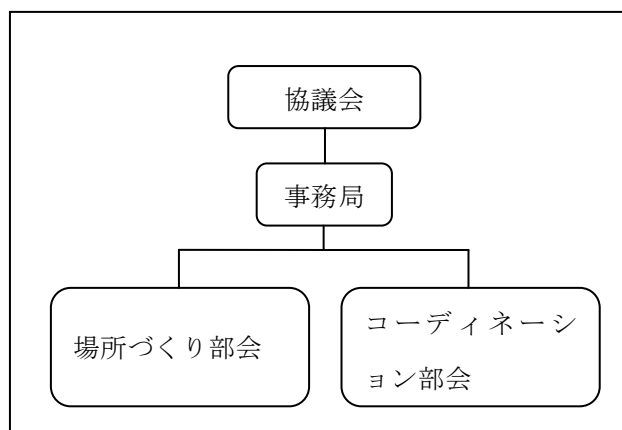 協議会
事務局
場所づくり部会
コーディネーシ
ョン部会